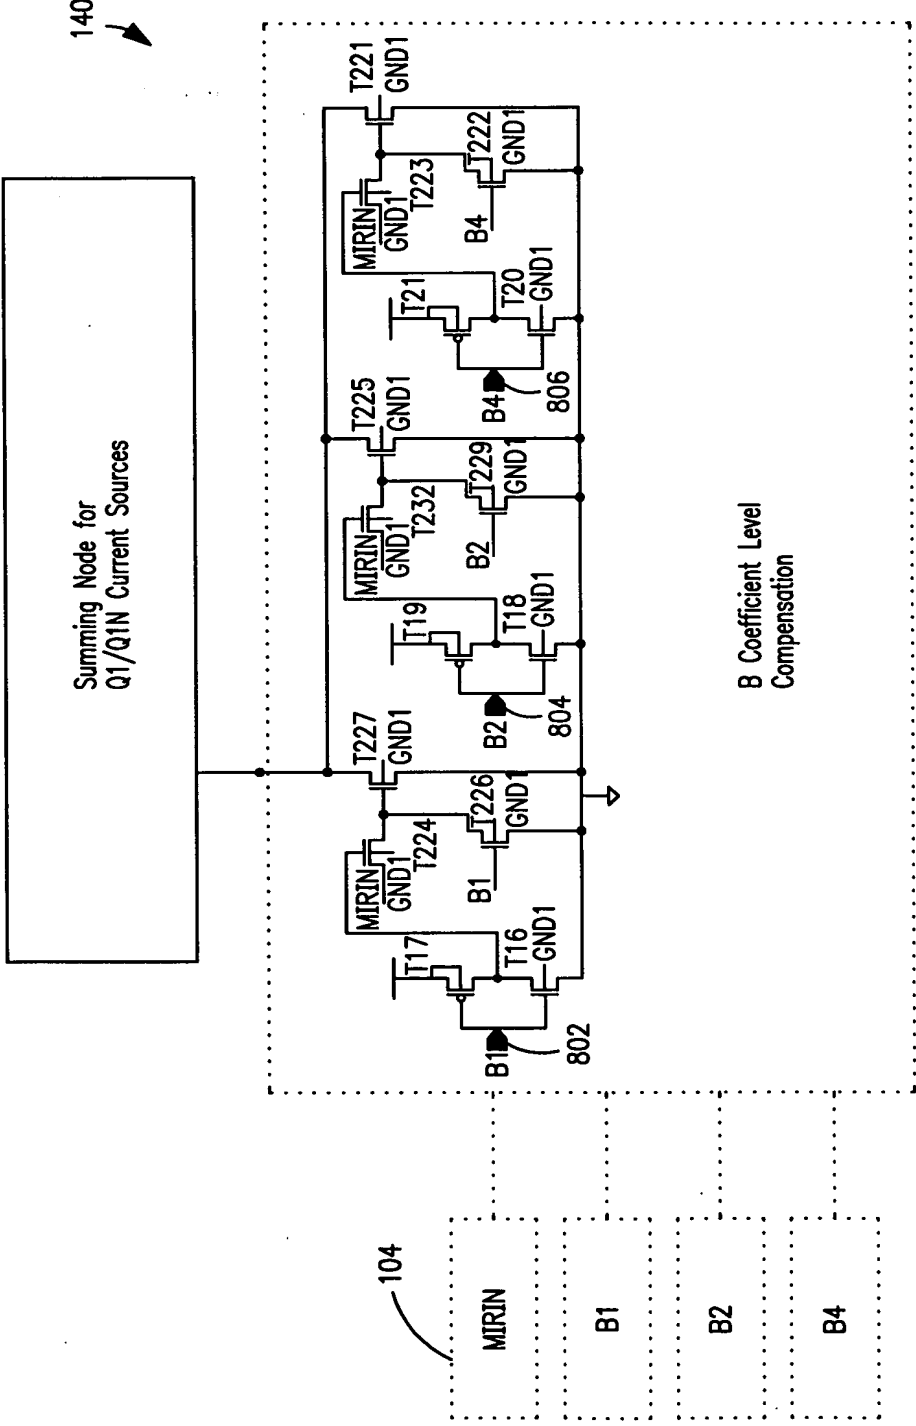 140
Summing Node for
Q1/Q1N Current Sources
T227
GND1
T225
GND1
T221
GND1
MIRIN
GND1
T224
MIRIN
GND1
T232
MIRIN
GND1
T223
T17
B1
T226
GND1
T19
B2
T229
GND1
T21
B4
T222
GND1
B1
802
T16
GND1
B2
804
T18
GND1
B4
806
T20
GND1
B Coefficient Level
Compensation
104
MIRIN
B1
B2
B4